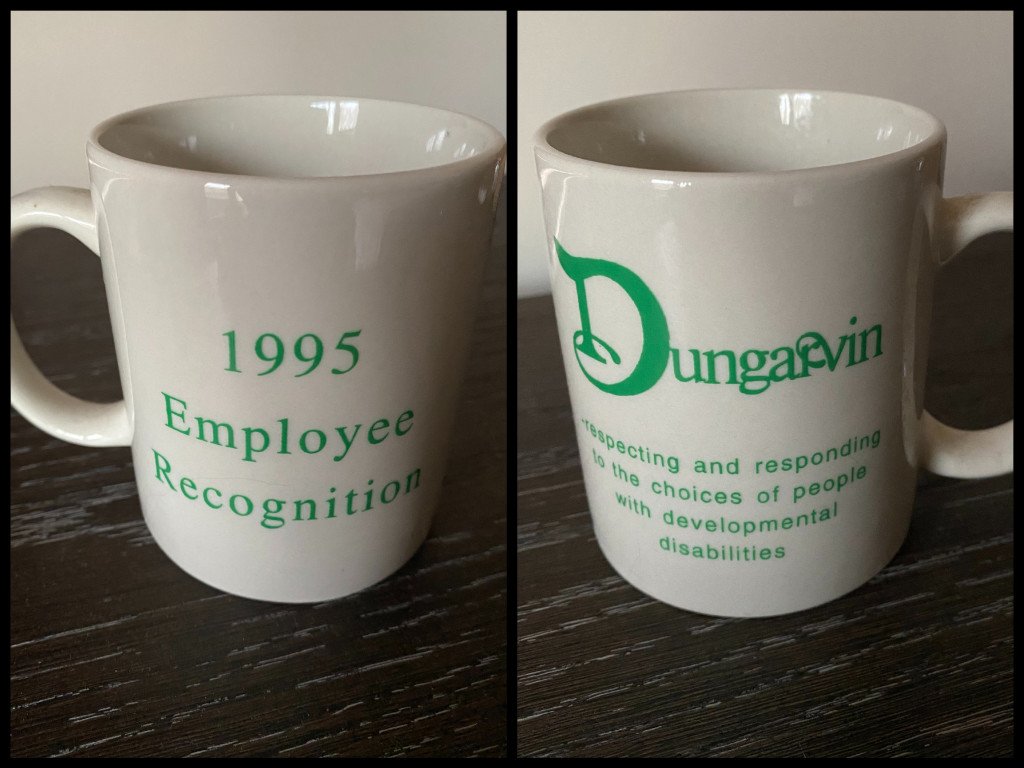 1995
Employee
Recognition
Dungarvin
-respecting and responding
to the choices of people
with developmental
disabilities